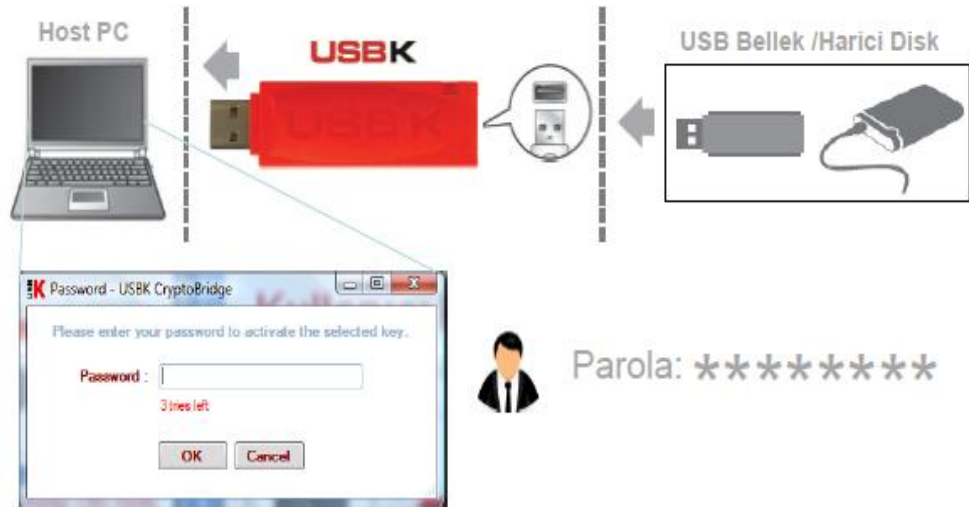 Host PC
USBK
USB Bellek /Harici Disk
USBK
Password - USBK CryptoBridge
Please enter your password to activate the selected key.
Password :
3 tries left
OK
Cancel
Parola: ********